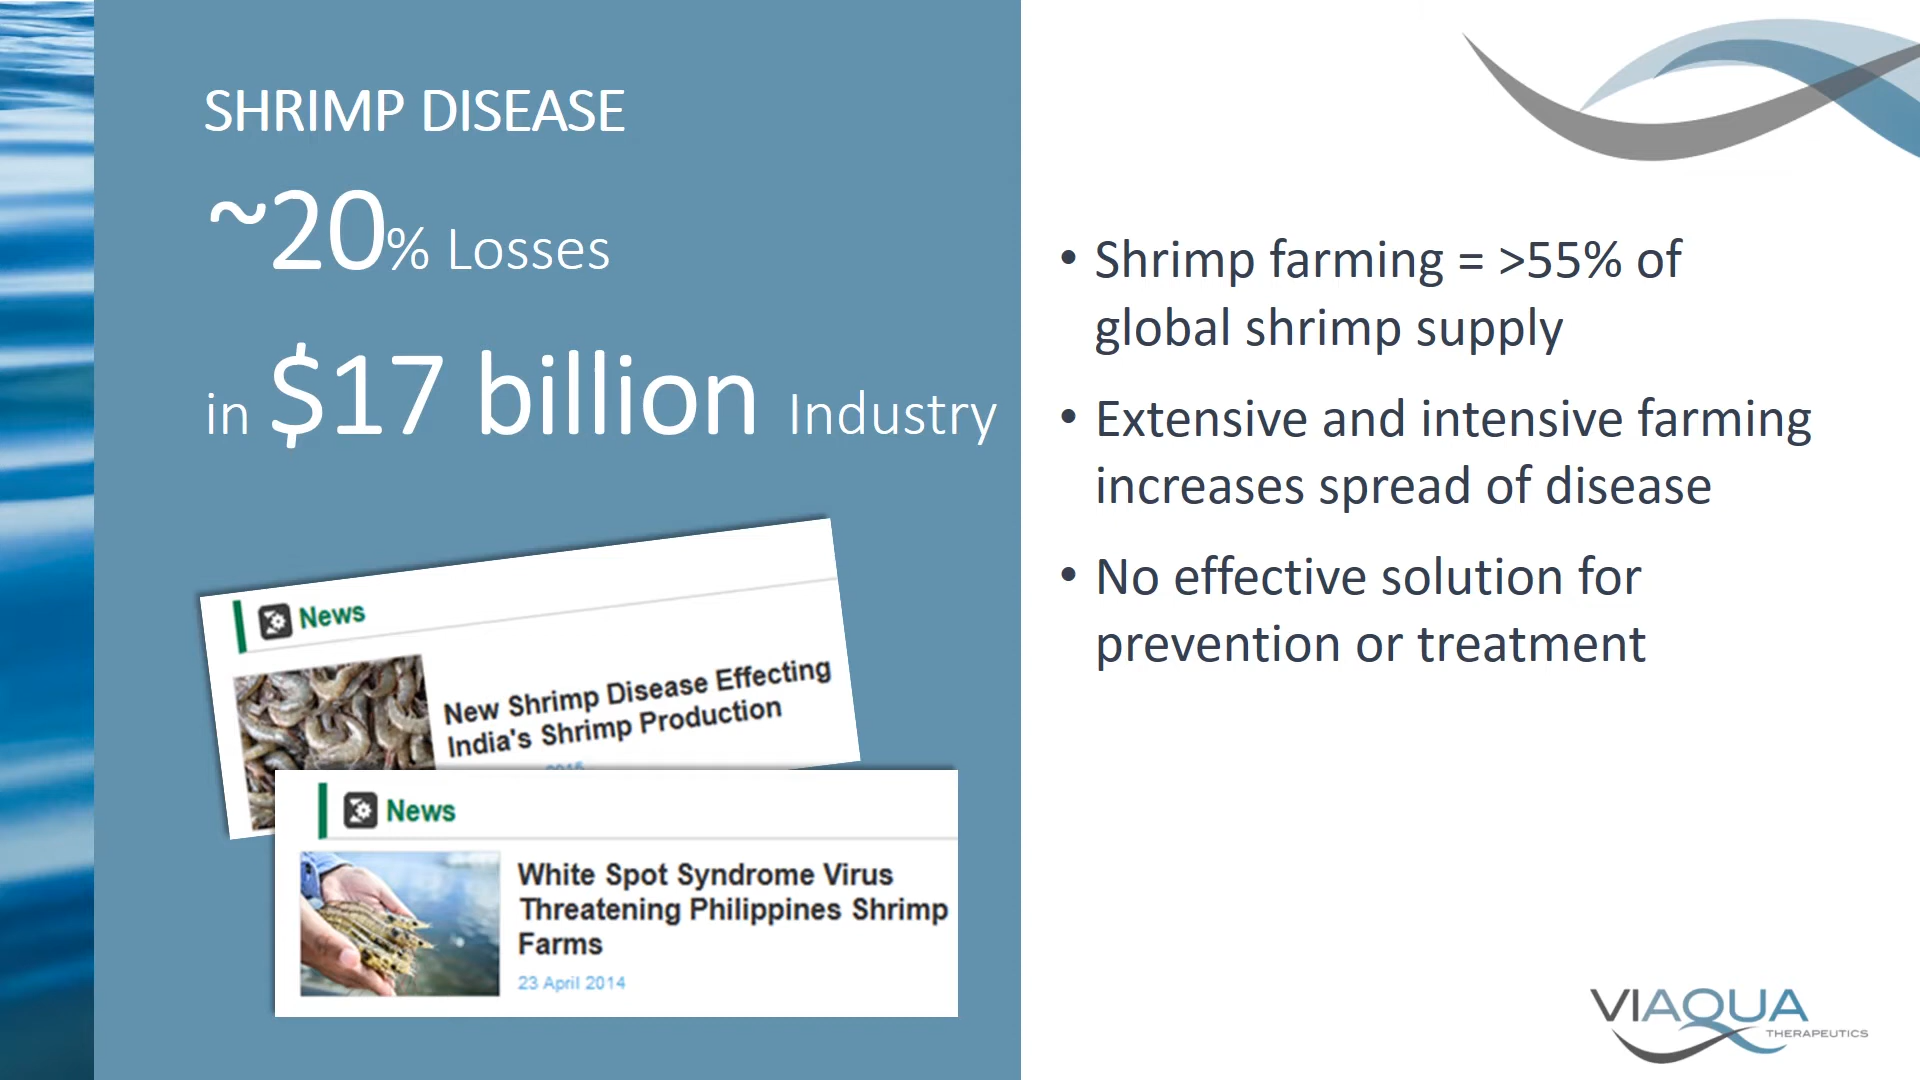 SHRIMP DISEASE
~20% Losses
in $17 billion Industry
News
New Shrimp Disease Effecting
India's Shrimp Production
2015
News
White Spot Syndrome Virus
Threatening Philippines Shrimp
Farms
23 April 2014
• Shrimp farming = >55% of
global shrimp supply
• Extensive and intensive farming
increases spread of disease
• No effective solution for
prevention or treatment
VIAQUA
THERAPEUTICS